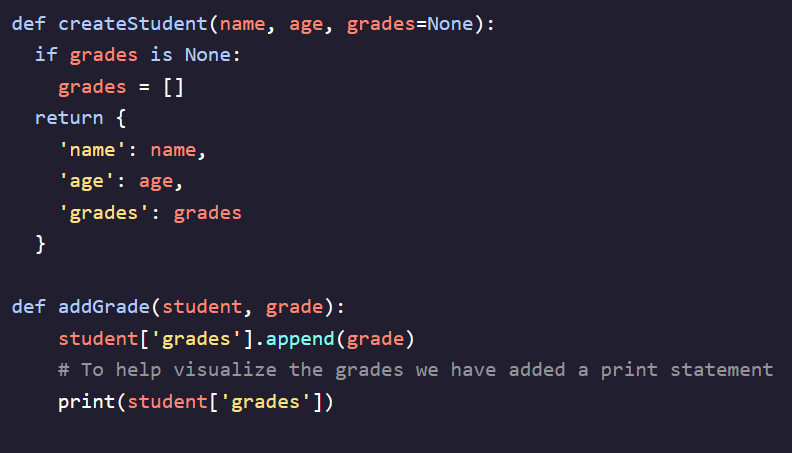 def createStudent(name, age, grades=None):
  if grades is None:
    grades = []
  return {
    'name': name,
    'age': age,
    'grades': grades
  }

def addGrade(student, grade):
    student['grades'].append(grade)
    # To help visualize the grades we have added a print statement
    print(student['grades'])